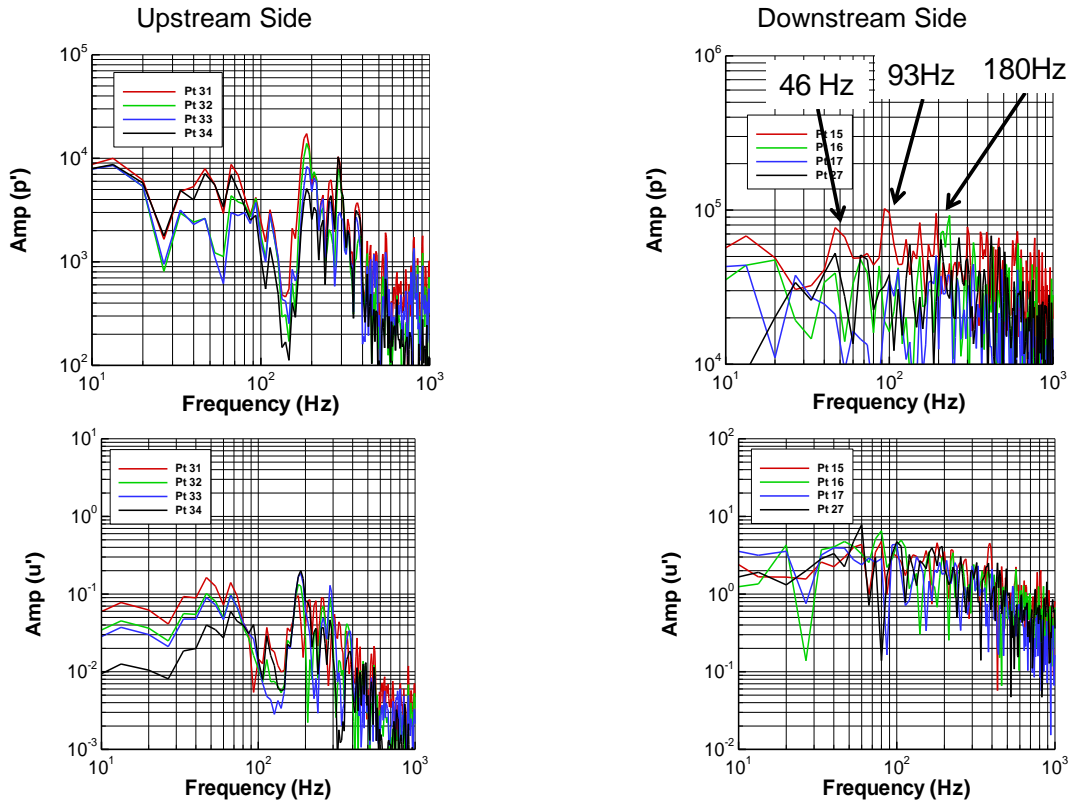 Upstream Side
Downstream Side
10^5
10^4
10^3
10^2
10^1
10^2
10^3
Amp (p')
Frequency (Hz)
Pt 31
Pt 32
Pt 33
Pt 34
10^6
10^5
10^4
10^1
10^2
10^3
Amp (p')
Frequency (Hz)
46 Hz
93Hz
180Hz
Pt 15
Pt 16
Pt 17
Pt 27
10^1
10^0
10^-1
10^-2
10^-3
10^1
10^2
10^3
Amp (u')
Frequency (Hz)
Pt 31
Pt 32
Pt 33
Pt 34
10^2
10^1
10^0
10^-1
10^-2
10^1
10^2
10^3
Amp (u')
Frequency (Hz)
Pt 15
Pt 16
Pt 17
Pt 27